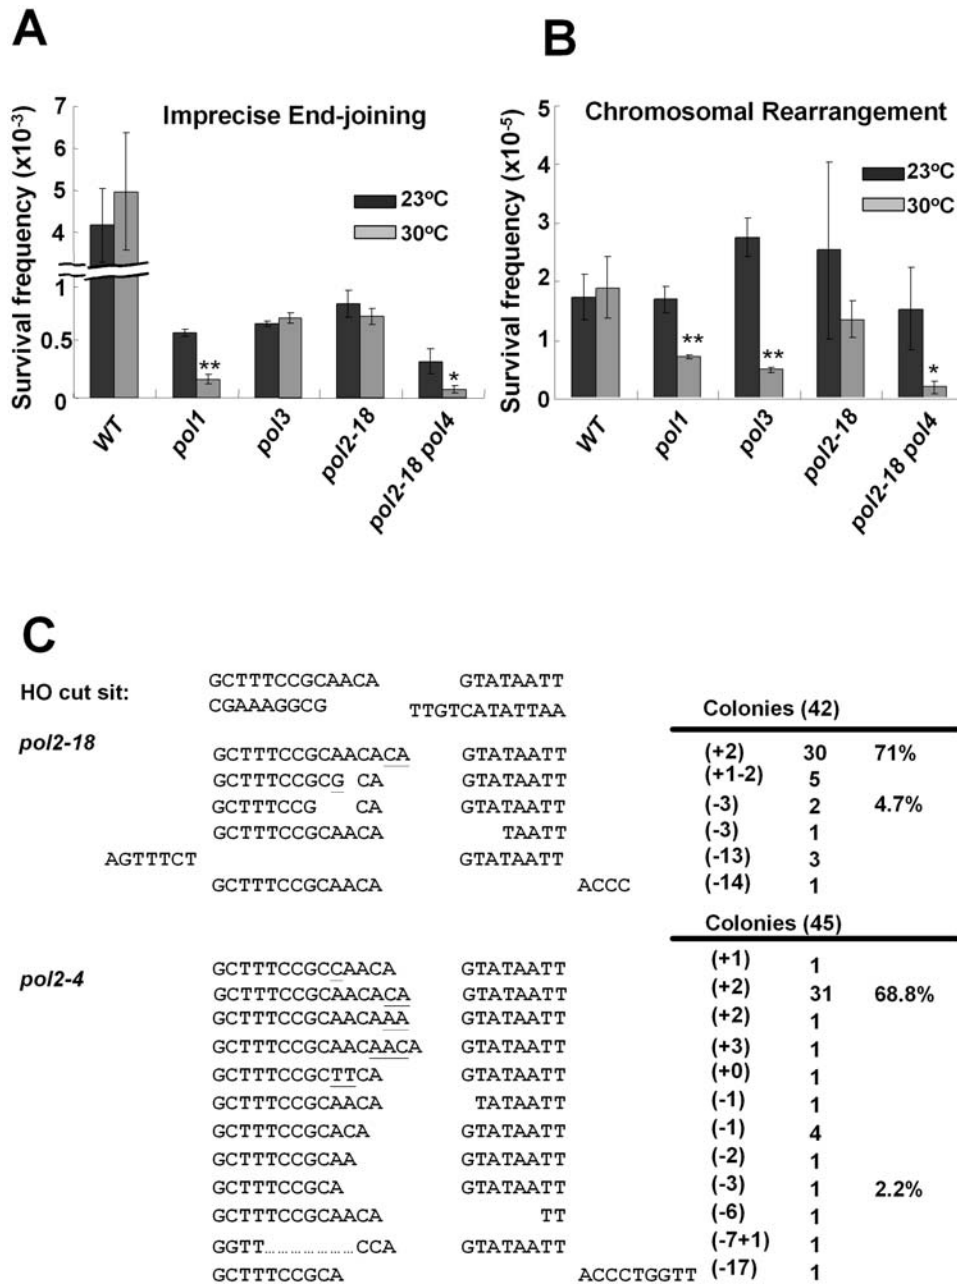 A
Imprecise End-joining
Survival frequency (x10-3)
7
6
5
4
1
0.5
0
23oC
30oC
**
*
WT
pol1
pol3
pol2-18
pol2-18 pol4
B
Chromosomal Rearrangement
Survival frequency (x10-5)
5
4
3
2
1
0
23oC
30oC
**
**
*
WT
pol1
pol3
pol2-18
pol2-18 pol4
C
HO cut sit:
GCTTTCCGCAACA GTATAATT
CGAAAGGCG TTGTCATATTAA
Colonies (42)
pol2-18
GCTTTCCGCAACACA GTATAATT (+2) 30 71%
GCTTTCCGCG CA GTATAATT (+1-2) 5
GCTTTCCG CA GTATAATT (-3) 2 4.7%
GCTTTCCGCAACA TAATT (-3) 1
AGTTTCT GTATAATT (-13) 3
GCTTTCCGCAACA ACCC (-14) 1
Colonies (45)
pol2-4
GCTTTCCGCCAACA GTATAATT (+1) 1
GCTTTCCGCAACACA GTATAATT (+2) 31 68.8%
GCTTTCCGCAACAAA GTATAATT (+2) 1
GCTTTCCGCAACAACA GTATAATT (+3) 1
GCTTTCCGCTTCA GTATAATT (+0) 1
GCTTTCCGCAACA TATAATT (-1) 1
GCTTTCCGCACA GTATAATT (-1) 4
GCTTTCCGCAA GTATAATT (-2) 1
GCTTTCCGCA GTATAATT (-3) 1 2.2%
GCTTTCCGCAACA TT (-6) 1
GGTT..................CCA GTATAATT (-7+1) 1
GCTTTCCGCA ACCCTGGTT (-17) 1